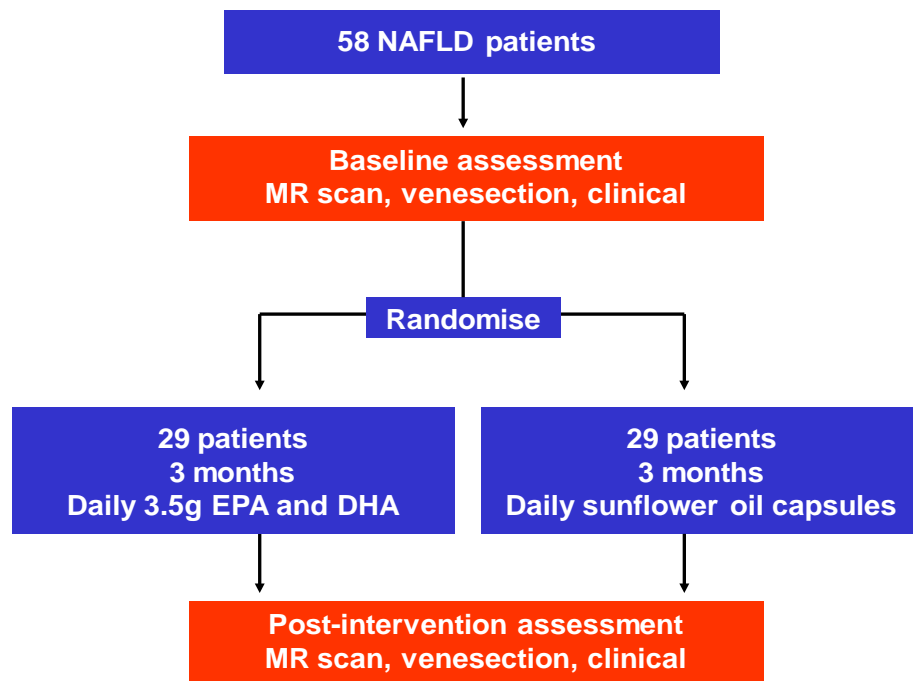 58 NAFLD patients
Baseline assessment
MR scan, venesection, clinical
Randomise
29 patients
3 months
Daily 3.5g EPA and DHA
29 patients
3 months
Daily sunflower oil capsules
Post-intervention assessment
MR scan, venesection, clinical